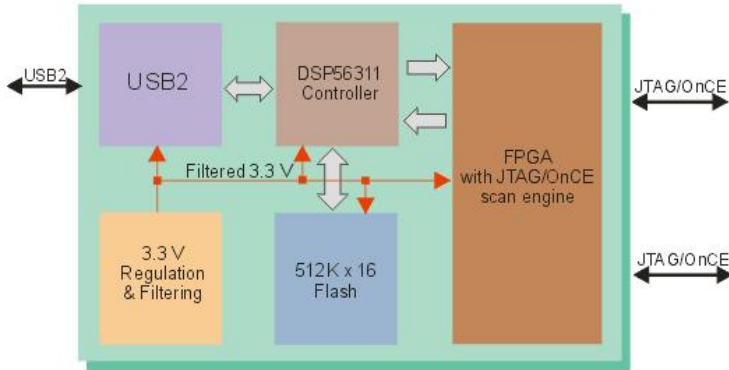 USB2
USB2
DSP56311
Controller
FPGA
with JTAG/OnCE
scan engine
JTAG/OnCE
JTAG/OnCE
Filtered 3.3 V
3.3 V
Regulation
& Filtering
512K x 16
Flash